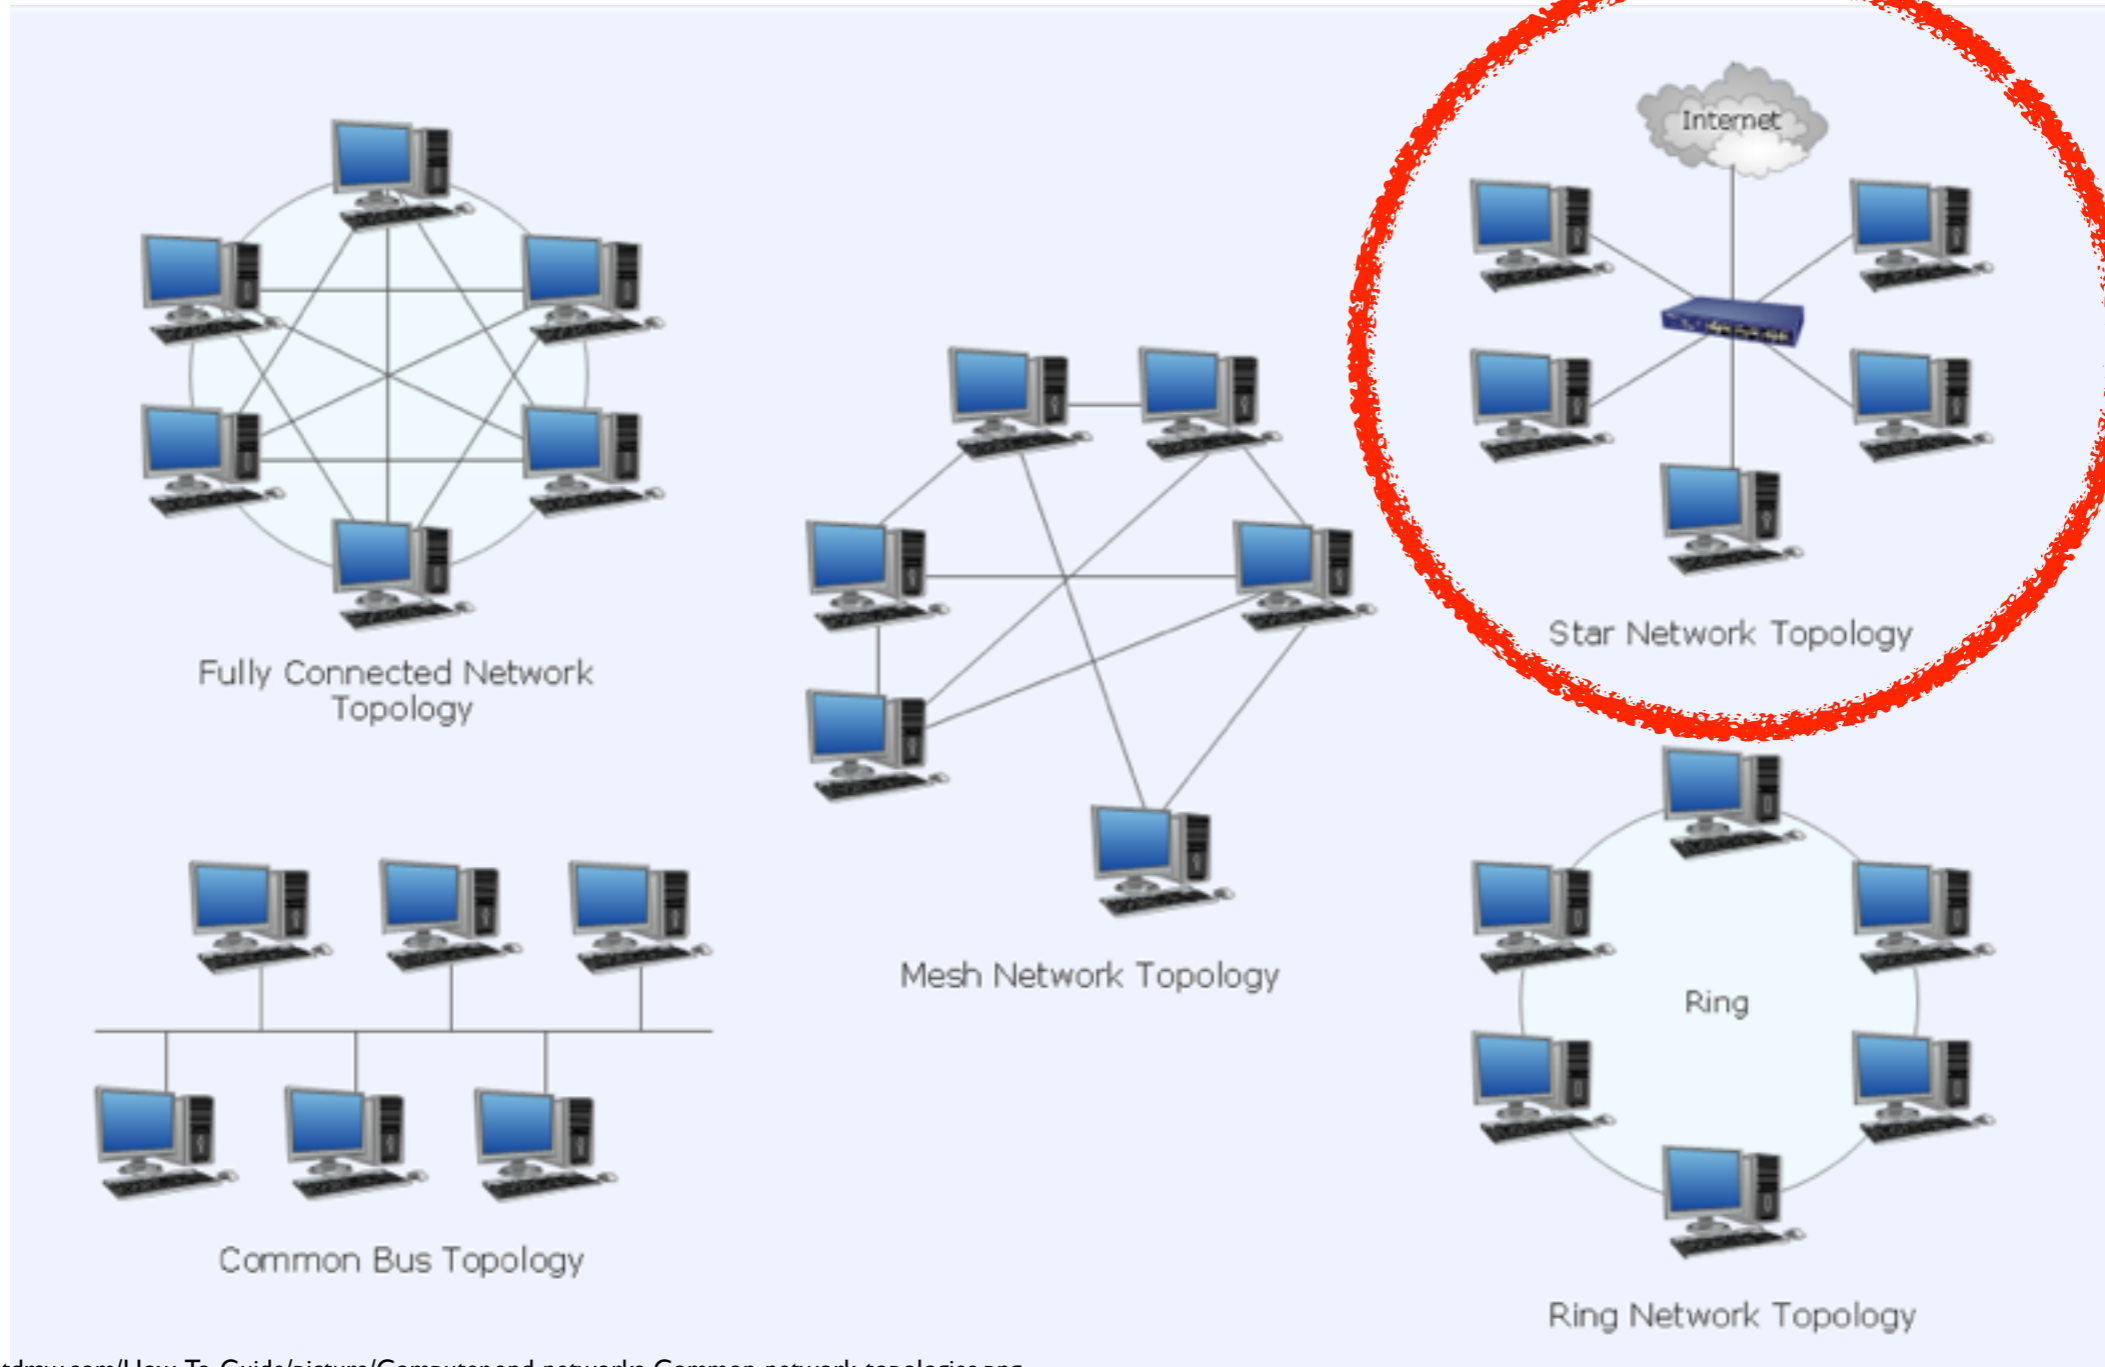 Internet
Star Network Topology
Fully Connected Network
Topology
Mesh Network Topology
Common Bus Topology
Ring
Ring Network Topology